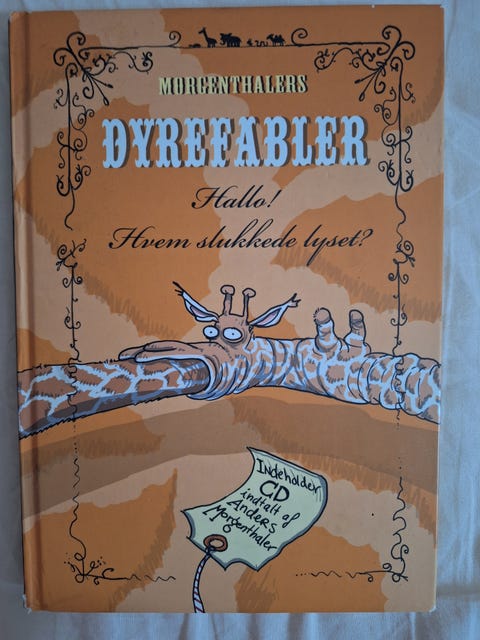 MORGENTHALERS
DYREFABLER
Hallo!
Hvem slukkede lyset?
Indeholder
CD
indtalt af
Anders
Morgenthaler